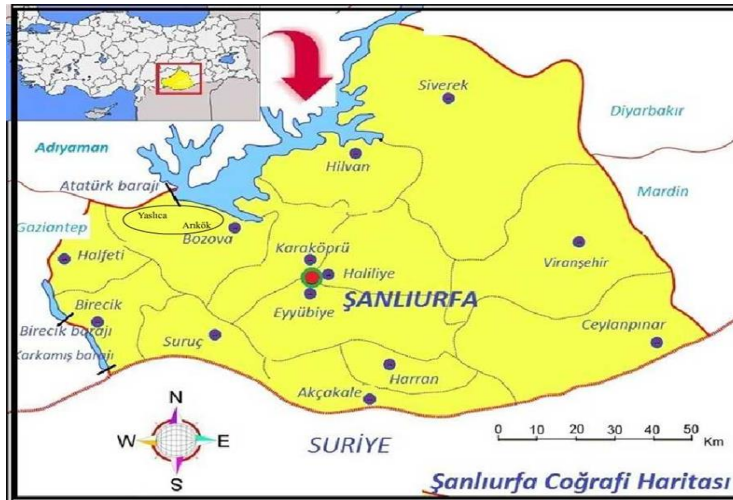 Siverek
Diyarbakır
Adıyaman
Hilvan
Atatürk barajı
Mardin
Yaslıca
Arıkök
Gaziantep
Bozova
Karaköprü
Halfeti
Haliliye
Viranşehir
Eyyübiye
ŞANLIURFA
Birecik
Birecik barajı
Suruç
Ceylanpınar
Karkamış barajı
Harran
Akçakale
N
W E
S
SURİYE
0 10 20 30 40 50
Km
Şanlıurfa Coğrafi Haritası